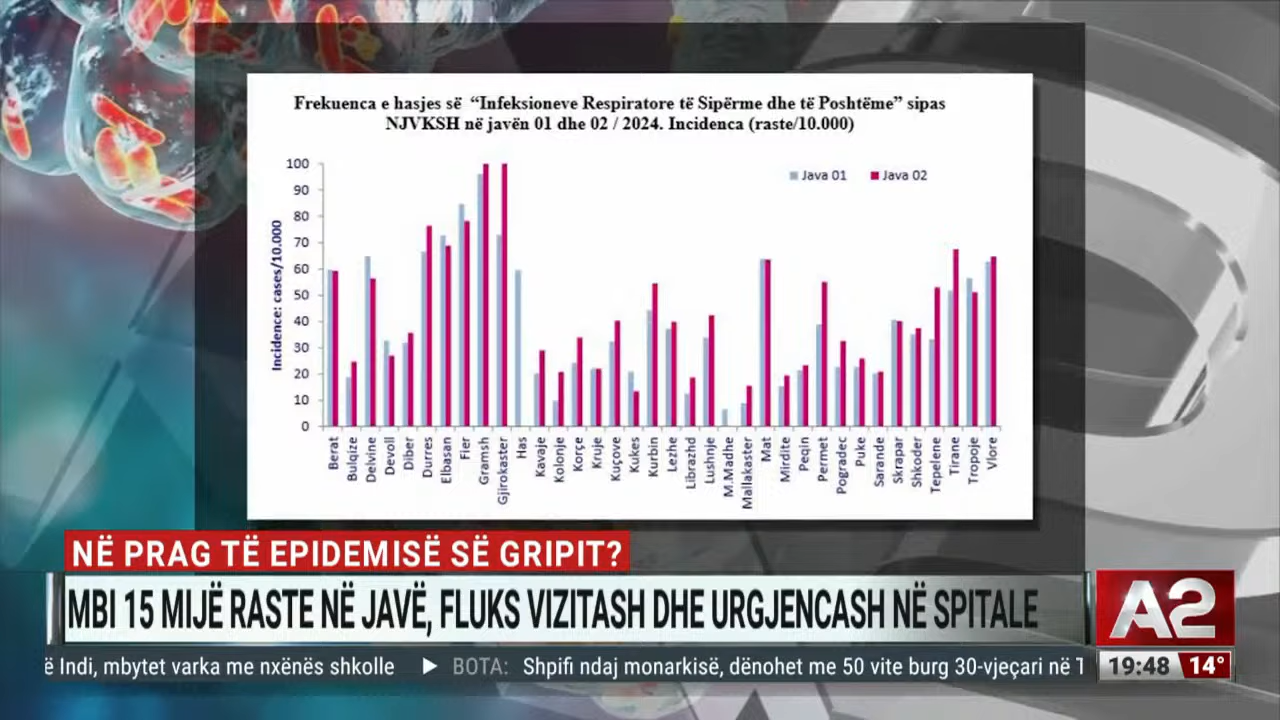 Frekuenca e hasjes së “Infeksioneve Respiratore të Sipërme dhe të Poshtëme” sipas
NJVKSH në javën 01 dhe 02 / 2024. Incidenca (raste/10.000)
Java 01
Java 02
Incidence: cases/10.000
100
90
80
70
60
50
40
30
20
10
0
Berat
Bulqize
Delvine
Devoll
Diber
Durres
Elbasan
Fier
Gramsh
Gjirokaster
Has
Kavaje
Kolonje
Korçe
Kruje
Kuçove
Kukes
Kurbin
Lezhe
Librazhd
Lushnje
M.Madhe
Mallakaster
Mat
Mirdite
Peqin
Permet
Pogradec
Puke
Sarande
Skrapar
Shkoder
Tepelene
Tirane
Tropoje
Vlore
NË PRAG TË EPIDEMISË SË GRIPIT?
MBI 15 MIJË RASTE NË JAVË, FLUKS VIZITASH DHE URGJENCASH NË SPITALE
A2
ë Indi, mbytet varka me nxënës shkolle ▶ BOTA: Shpifi ndaj monarkisë, dënohet me 50 vite burg 30-vjeçari në T
19:48 14°